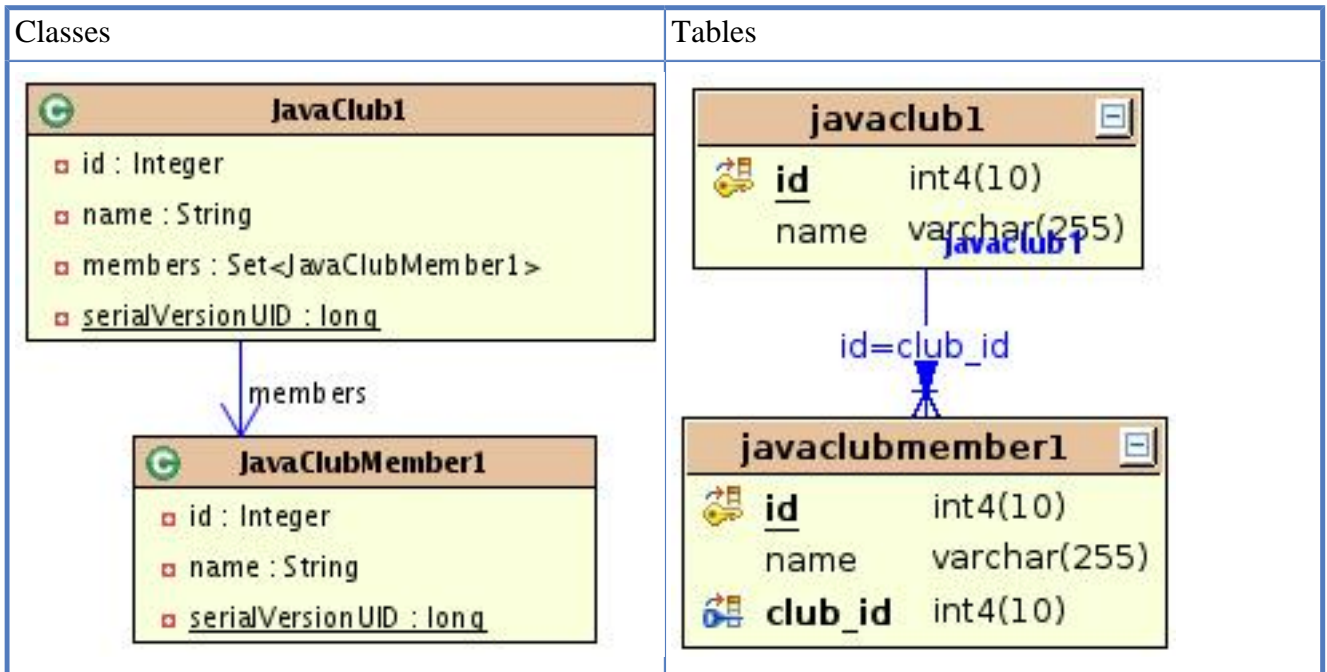 Classes
Tables
C JavaClub1
id : Integer
name : String
members : Set<JavaClubMember1>
serialVersionUID : long
members
C JavaClubMember1
id : Integer
name : String
serialVersionUID : long
javaclub1
id int4(10)
name varchar(255)
javaclub1
id=club_id
javaclubmember1
id int4(10)
name varchar(255)
club_id int4(10)